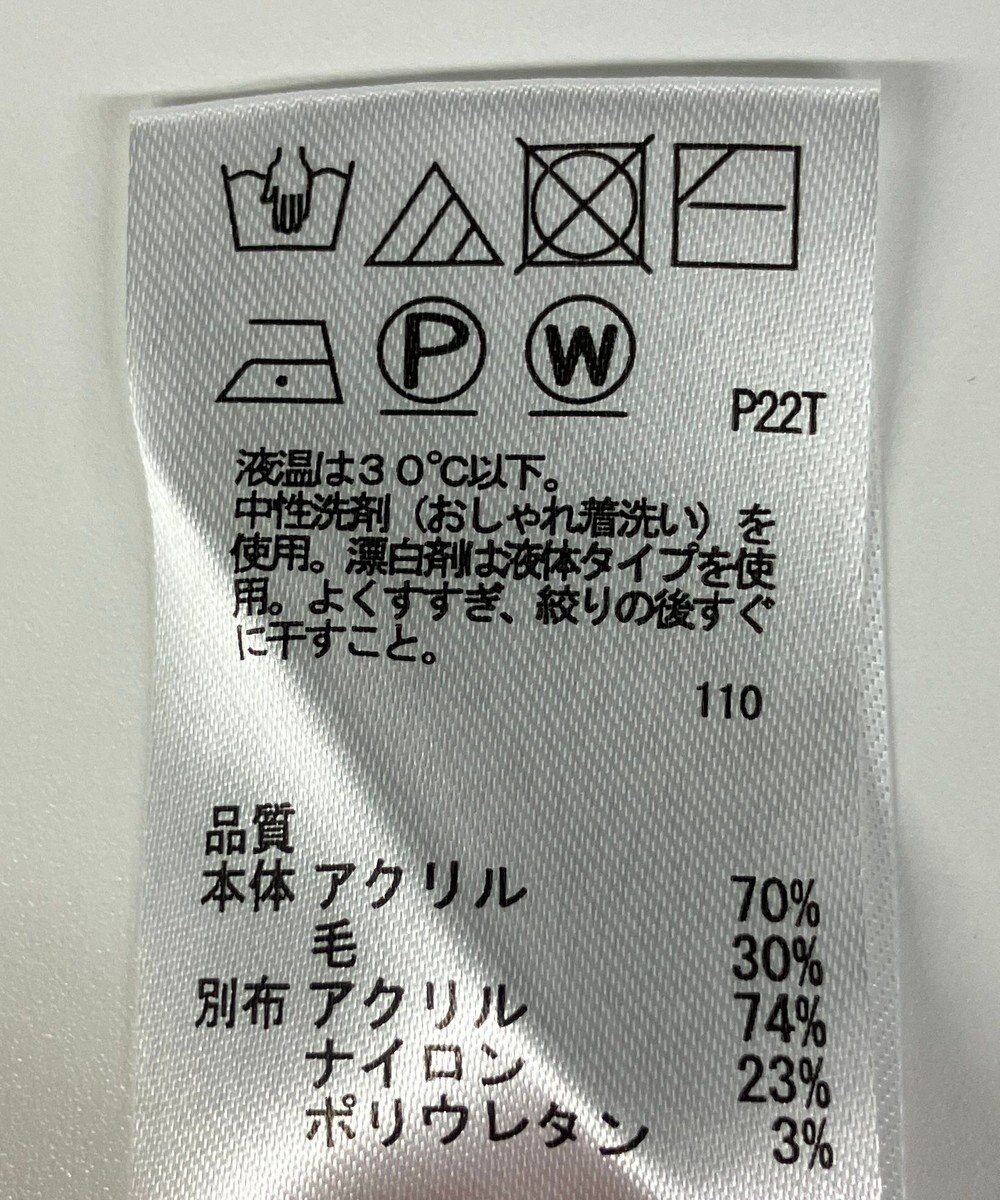 P W
P22T
液温は30℃以下。
中性洗剤（おしゃれ着洗い）を
使用。漂白剤は液体タイプを使
用。よくすすぎ、絞りの後すぐ
に干すこと。
110
品質
本体 アクリル 70%
毛 30%
別布 アクリル 74%
ナイロン 23%
ポリウレタン 3%